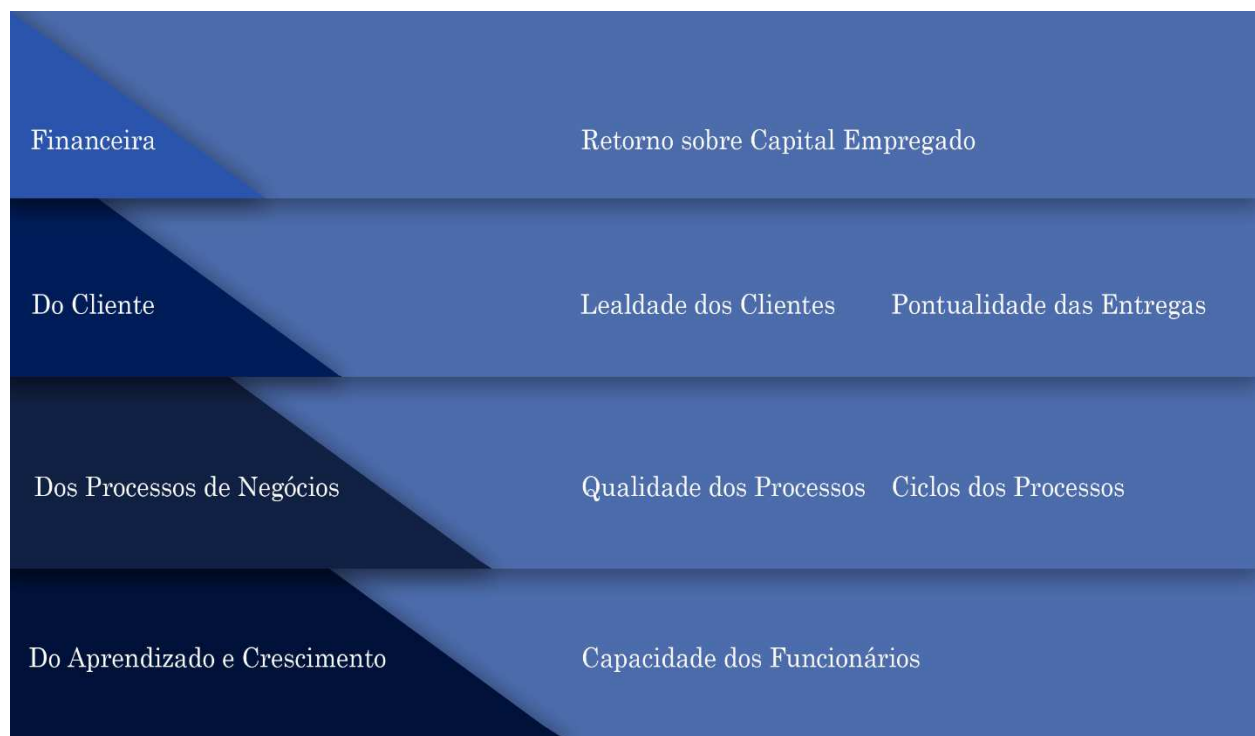 Financeira Retorno sobre Capital Empregado
Do Cliente Lealdade dos Clientes Pontualidade das Entregas
Dos Processos de Negócios Qualidade dos Processos Ciclos dos Processos
Do Aprendizado e Crescimento Capacidade dos Funcionários